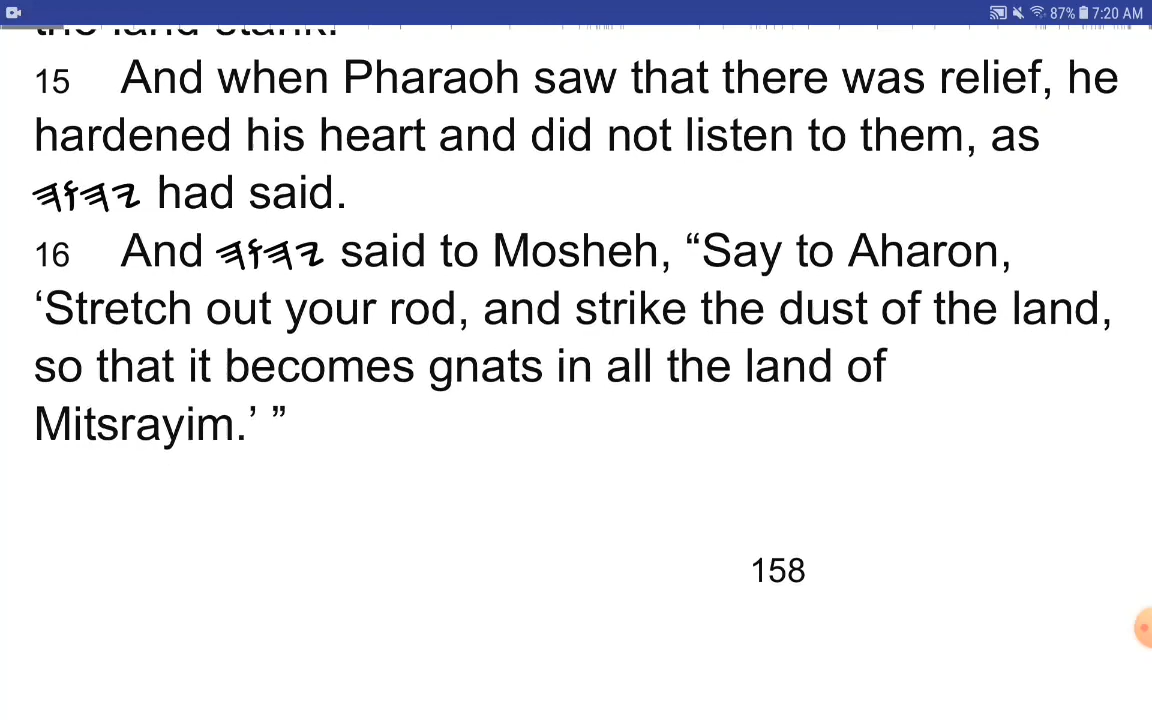 87% 7:20 AM
the land stank.
15 And when Pharaoh saw that there was relief, he
hardened his heart and did not listen to them, as
𐤉𐤄𐤅𐤄 had said.
16 And 𐤉𐤄𐤅𐤄 said to Mosheh, “Say to Aharon,
‘Stretch out your rod, and strike the dust of the land,
so that it becomes gnats in all the land of
Mitsrayim.’ ”
158